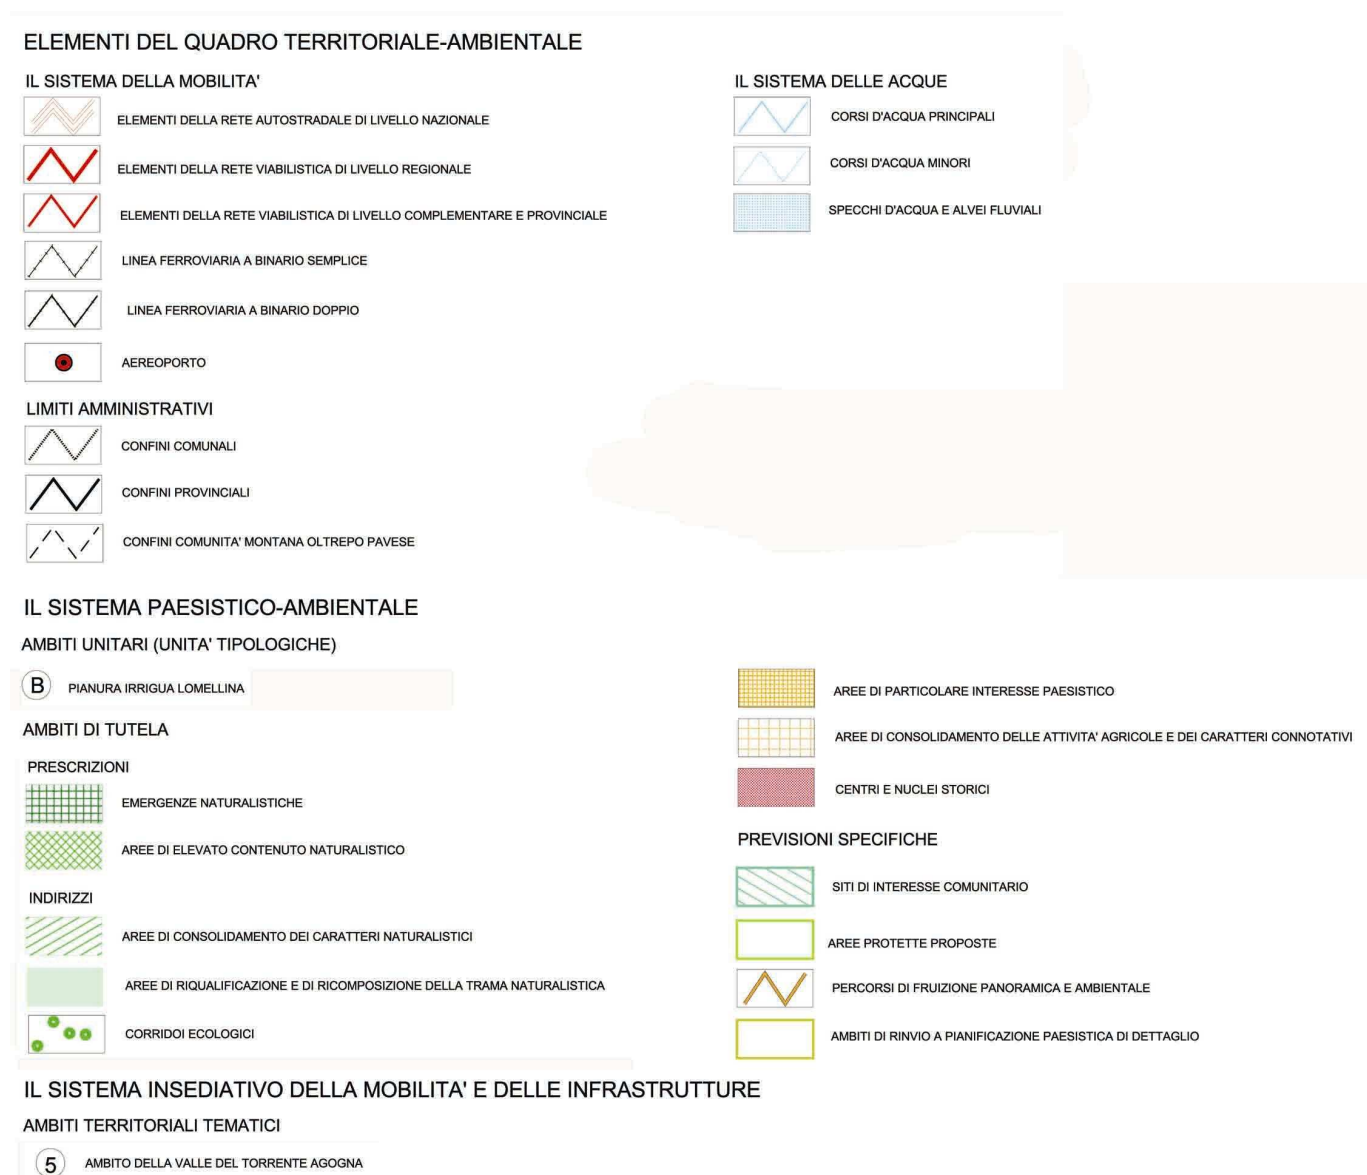 ELEMENTI DEL QUADRO TERRITORIALE-AMBIENTALE
IL SISTEMA DELLA MOBILITA'
ELEMENTI DELLA RETE AUTOSTRADALE DI LIVELLO NAZIONALE
ELEMENTI DELLA RETE VIABILISTICA DI LIVELLO REGIONALE
ELEMENTI DELLA RETE VIABILISTICA DI LIVELLO COMPLEMENTARE E PROVINCIALE
LINEA FERROVIARIA A BINARIO SEMPLICE
LINEA FERROVIARIA A BINARIO DOPPIO
AEREOPORTO
LIMITI AMMINISTRATIVI
CONFINI COMUNALI
CONFINI PROVINCIALI
CONFINI COMUNITA' MONTANA OLTREPO PAVESE
IL SISTEMA DELLE ACQUE
CORSI D'ACQUA PRINCIPALI
CORSI D'ACQUA MINORI
SPECCHI D'ACQUA E ALVEI FLUVIALI
IL SISTEMA PAESISTICO-AMBIENTALE
AMBITI UNITARI (UNITA' TIPOLOGICHE)
B PIANURA IRRIGUA LOMELLINA
AMBITI DI TUTELA
PRESCRIZIONI
EMERGENZE NATURALISTICHE
AREE DI ELEVATO CONTENUTO NATURALISTICO
INDIRIZZI
AREE DI CONSOLIDAMENTO DEI CARATTERI NATURALISTICI
AREE DI RIQUALIFICAZIONE E DI RICOMPOSIZIONE DELLA TRAMA NATURALISTICA
CORRIDOI ECOLOGICI
AREE DI PARTICOLARE INTERESSE PAESISTICO
AREE DI CONSOLIDAMENTO DELLE ATTIVITA' AGRICOLE E DEI CARATTERI CONNOTATIVI
CENTRI E NUCLEI STORICI
PREVISIONI SPECIFICHE
SITI DI INTERESSE COMUNITARIO
AREE PROTETTE PROPOSTE
PERCORSI DI FRUIZIONE PANORAMICA E AMBIENTALE
AMBITI DI RINVIO A PIANIFICAZIONE PAESISTICA DI DETTAGLIO
IL SISTEMA INSEDIATIVO DELLA MOBILITA' E DELLE INFRASTRUTTURE
AMBITI TERRITORIALI TEMATICI
5 AMBITO DELLA VALLE DEL TORRENTE AGOGNA